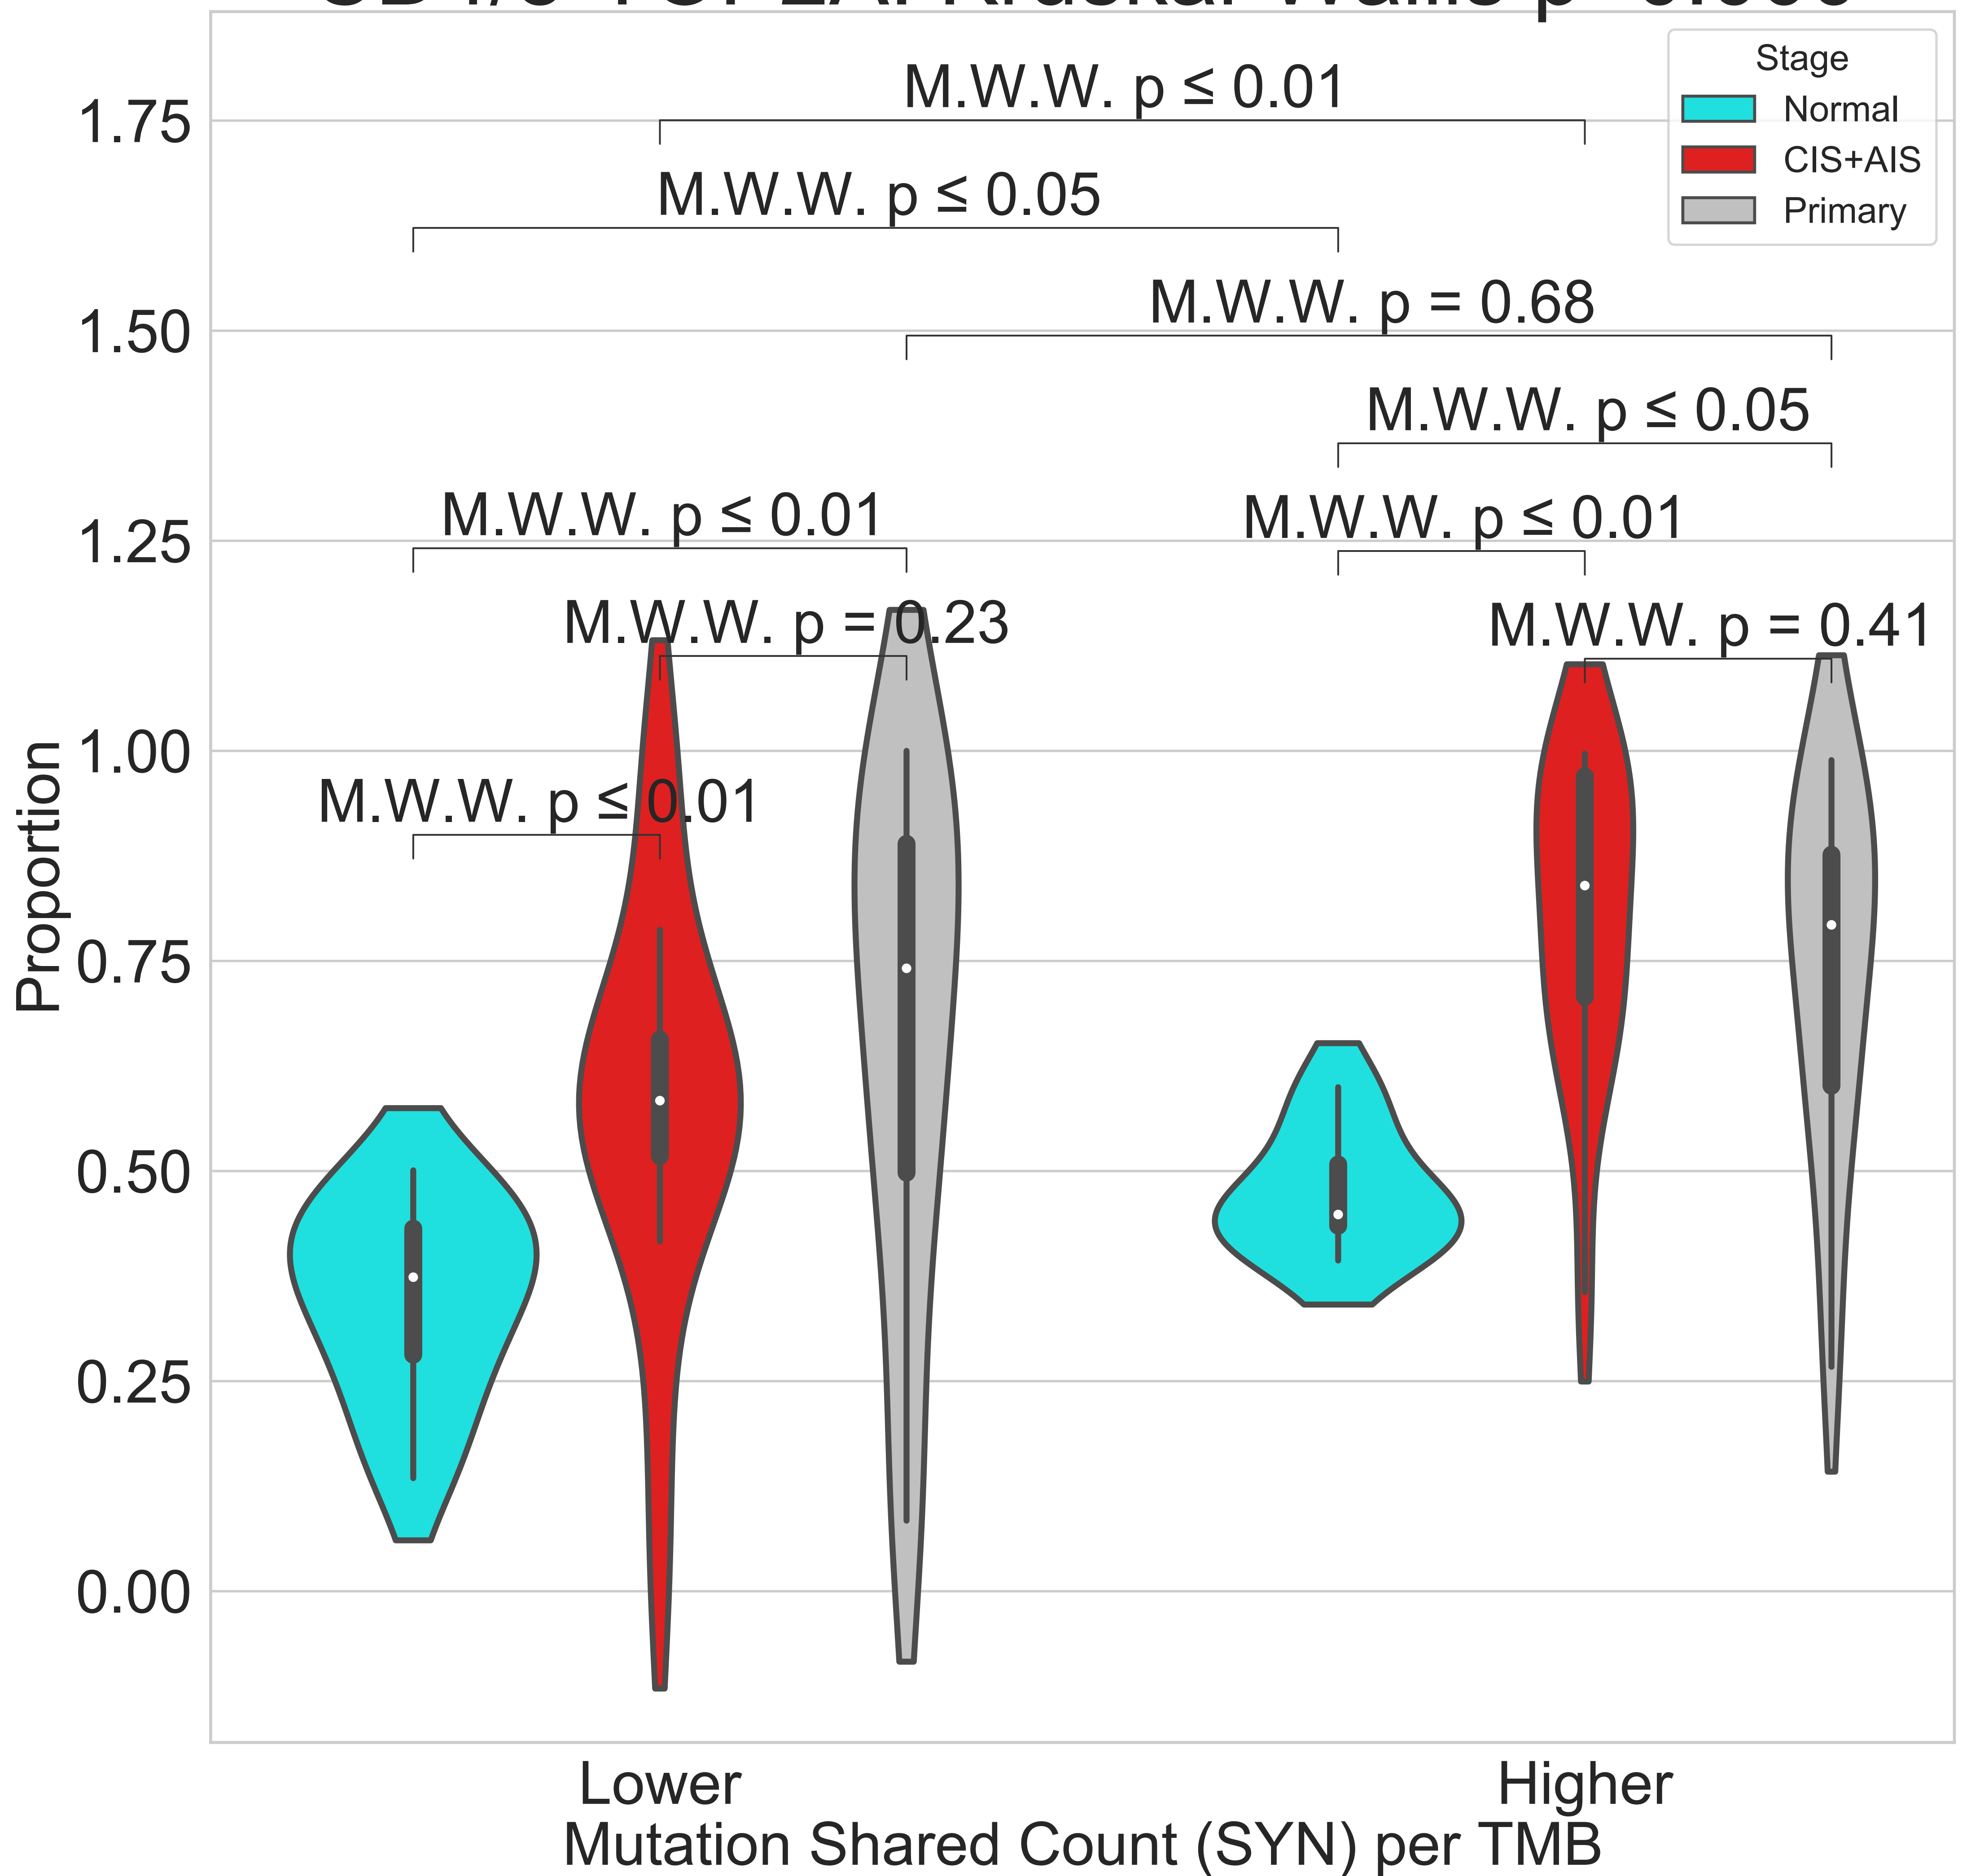 Stage
Normal
CIS+AIS
Primary
M.W.W. p ≤ 0.01
1.75
M.W.W. p ≤ 0.05
M.W.W. p = 0.68
1.50
M.W.W. p ≤ 0.05
M.W.W. p ≤ 0.01
M.W.W. p ≤ 0.01
1.25
M.W.W. p = 0.23
M.W.W. p = 0.41
1.00
M.W.W. p ≤ 0.01
Proportion
0.75
0.50
0.25
0.00
Lower
Higher
Mutation Shared Count (SYN) per TMB